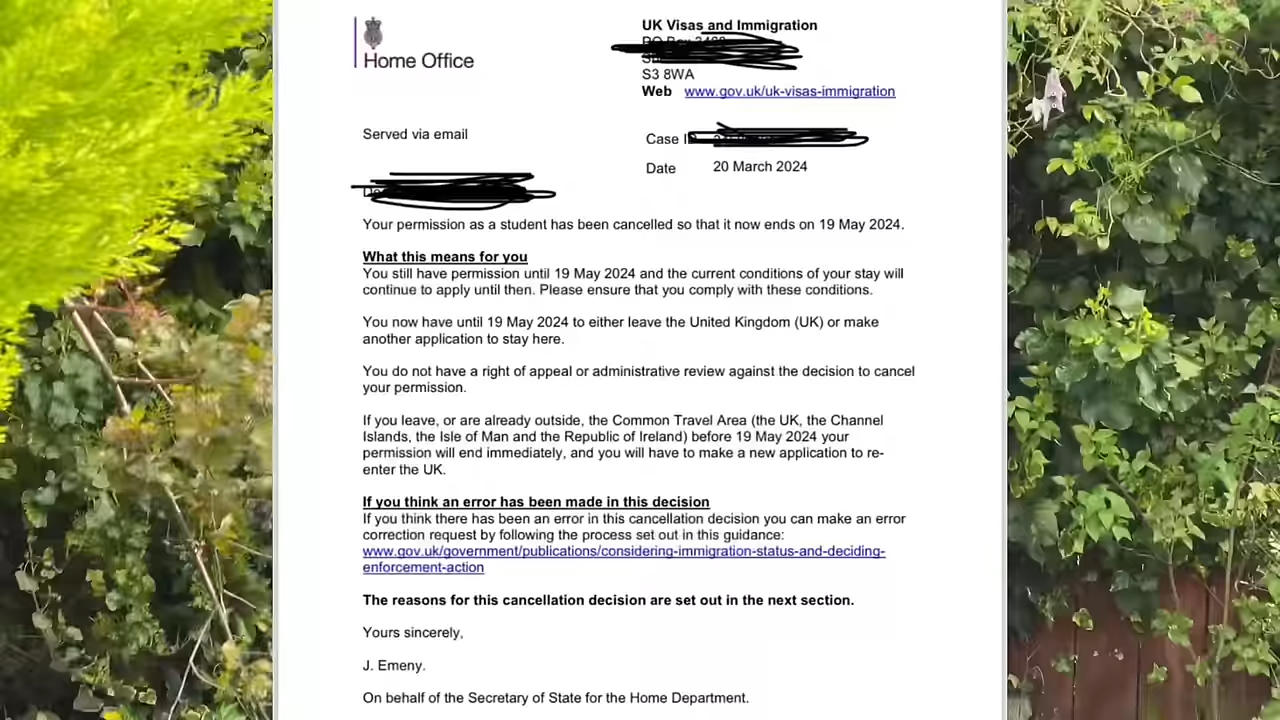 Home Office
UK Visas and Immigration
S3 8WA
Web www.gov.uk/uk-visas-immigration
Served via email
Case
Date 20 March 2024
Your permission as a student has been cancelled so that it now ends on 19 May 2024.
What this means for you
You still have permission until 19 May 2024 and the current conditions of your stay will
continue to apply until then. Please ensure that you comply with these conditions.
You now have until 19 May 2024 to either leave the United Kingdom (UK) or make
another application to stay here.
You do not have a right of appeal or administrative review against the decision to cancel
your permission.
If you leave, or are already outside, the Common Travel Area (the UK, the Channel
Islands, the Isle of Man and the Republic of Ireland) before 19 May 2024 your
permission will end immediately, and you will have to make a new application to re-
enter the UK.
If you think an error has been made in this decision
If you think there has been an error in this cancellation decision you can make an error
correction request by following the process set out in this guidance:
www.gov.uk/government/publications/considering-immigration-status-and-deciding-
enforcement-action
The reasons for this cancellation decision are set out in the next section.
Yours sincerely,
J. Emeny.
On behalf of the Secretary of State for the Home Department.